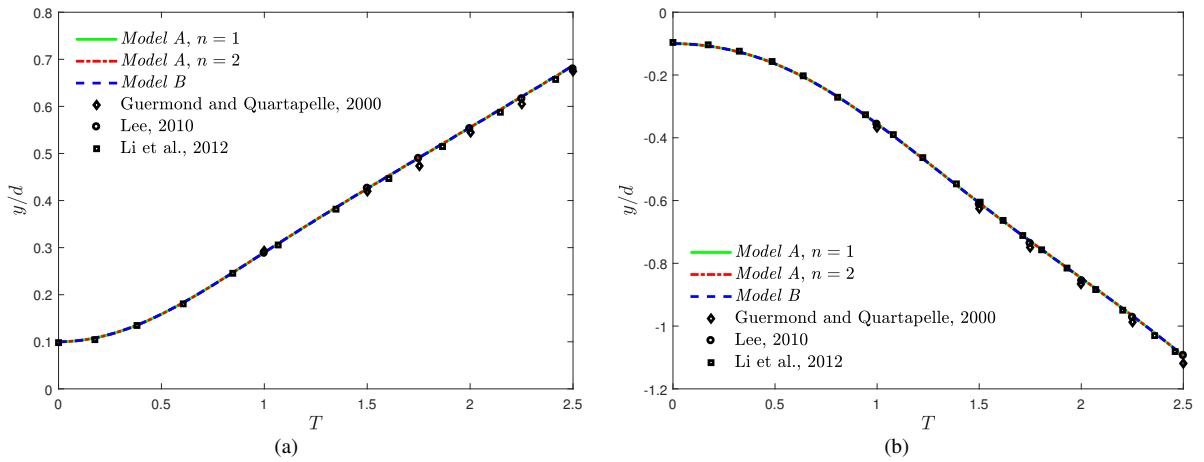 0.8
0.7
0.6
0.5
0.4
0.3
0.2
0.1
0
y/d
Model A, n = 1
Model A, n = 2
Model B
Guermond and Quartapelle, 2000
Lee, 2010
Li et al., 2012
0 0.5 1 1.5 2 2.5
T
(a)
0
-0.2
-0.4
-0.6
-0.8
-1
-1.2
y/d
Model A, n = 1
Model A, n = 2
Model B
Guermond and Quartapelle, 2000
Lee, 2010
Li et al., 2012
0 0.5 1 1.5 2 2.5
T
(b)